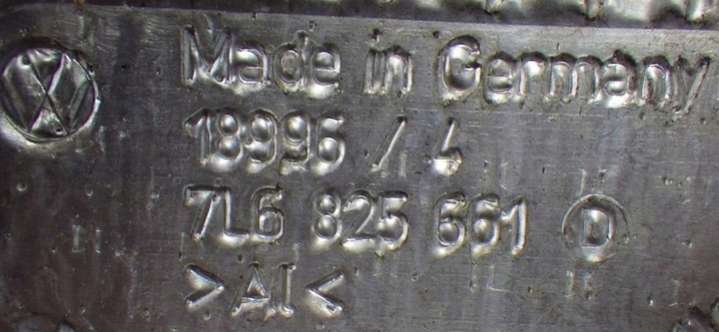 Made in Germany
18996 / 4
7L6 825 661 D
>Al<